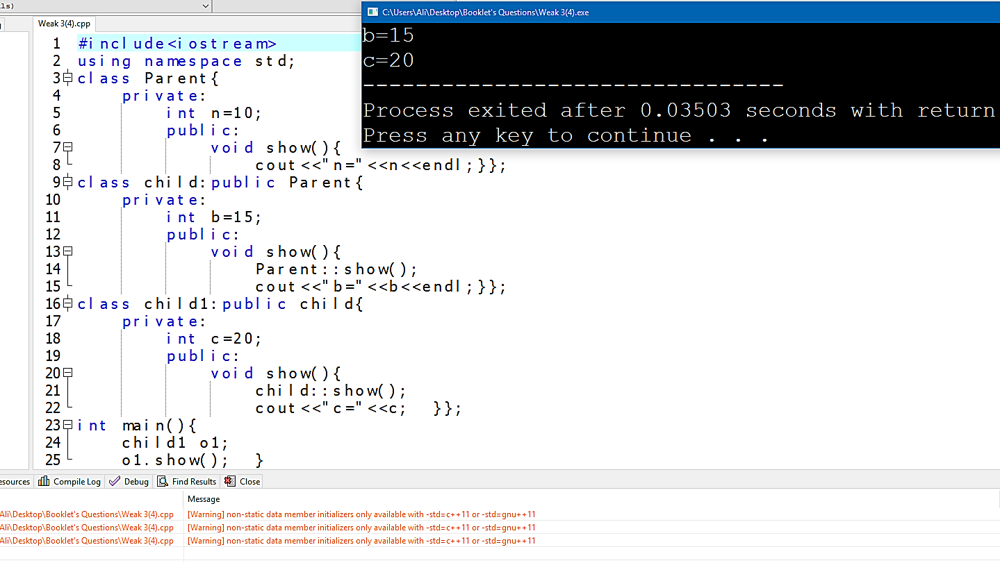 ls)
C:\Users\Ali\Desktop\Booklet's Questions\Weak 3(4).exe
b=15
c=20
--------------------------------
Process exited after 0.03503 seconds with return
Press any key to continue . . .
Weak 3(4).cpp
1 #include<iostream>
2 using namespace std;
3 class Parent{
4 private:
5 int n=10;
6 public:
7 void show(){
8 cout<<"n="<<n<<endl;}};
9 class child:public Parent{
10 private:
11 int b=15;
12 public:
13 void show(){
14 Parent::show();
15 cout<<"b="<<b<<endl;}};
16 class child1:public child{
17 private:
18 int c=20;
19 public:
20 void show(){
21 child::show();
22 cout<<"c="<<c; }};
23 int main(){
24 child1 o1;
25 o1.show(); }
esources Compile Log Debug Find Results Close
Message
Ali\Desktop\Booklet's Questions\Weak 3(4).cpp [Warning] non-static data member initializers only available with -std=c++11 or -std=gnu++11
Ali\Desktop\Booklet's Questions\Weak 3(4).cpp [Warning] non-static data member initializers only available with -std=c++11 or -std=gnu++11
Ali\Desktop\Booklet's Questions\Weak 3(4).cpp [Warning] non-static data member initializers only available with -std=c++11 or -std=gnu++11